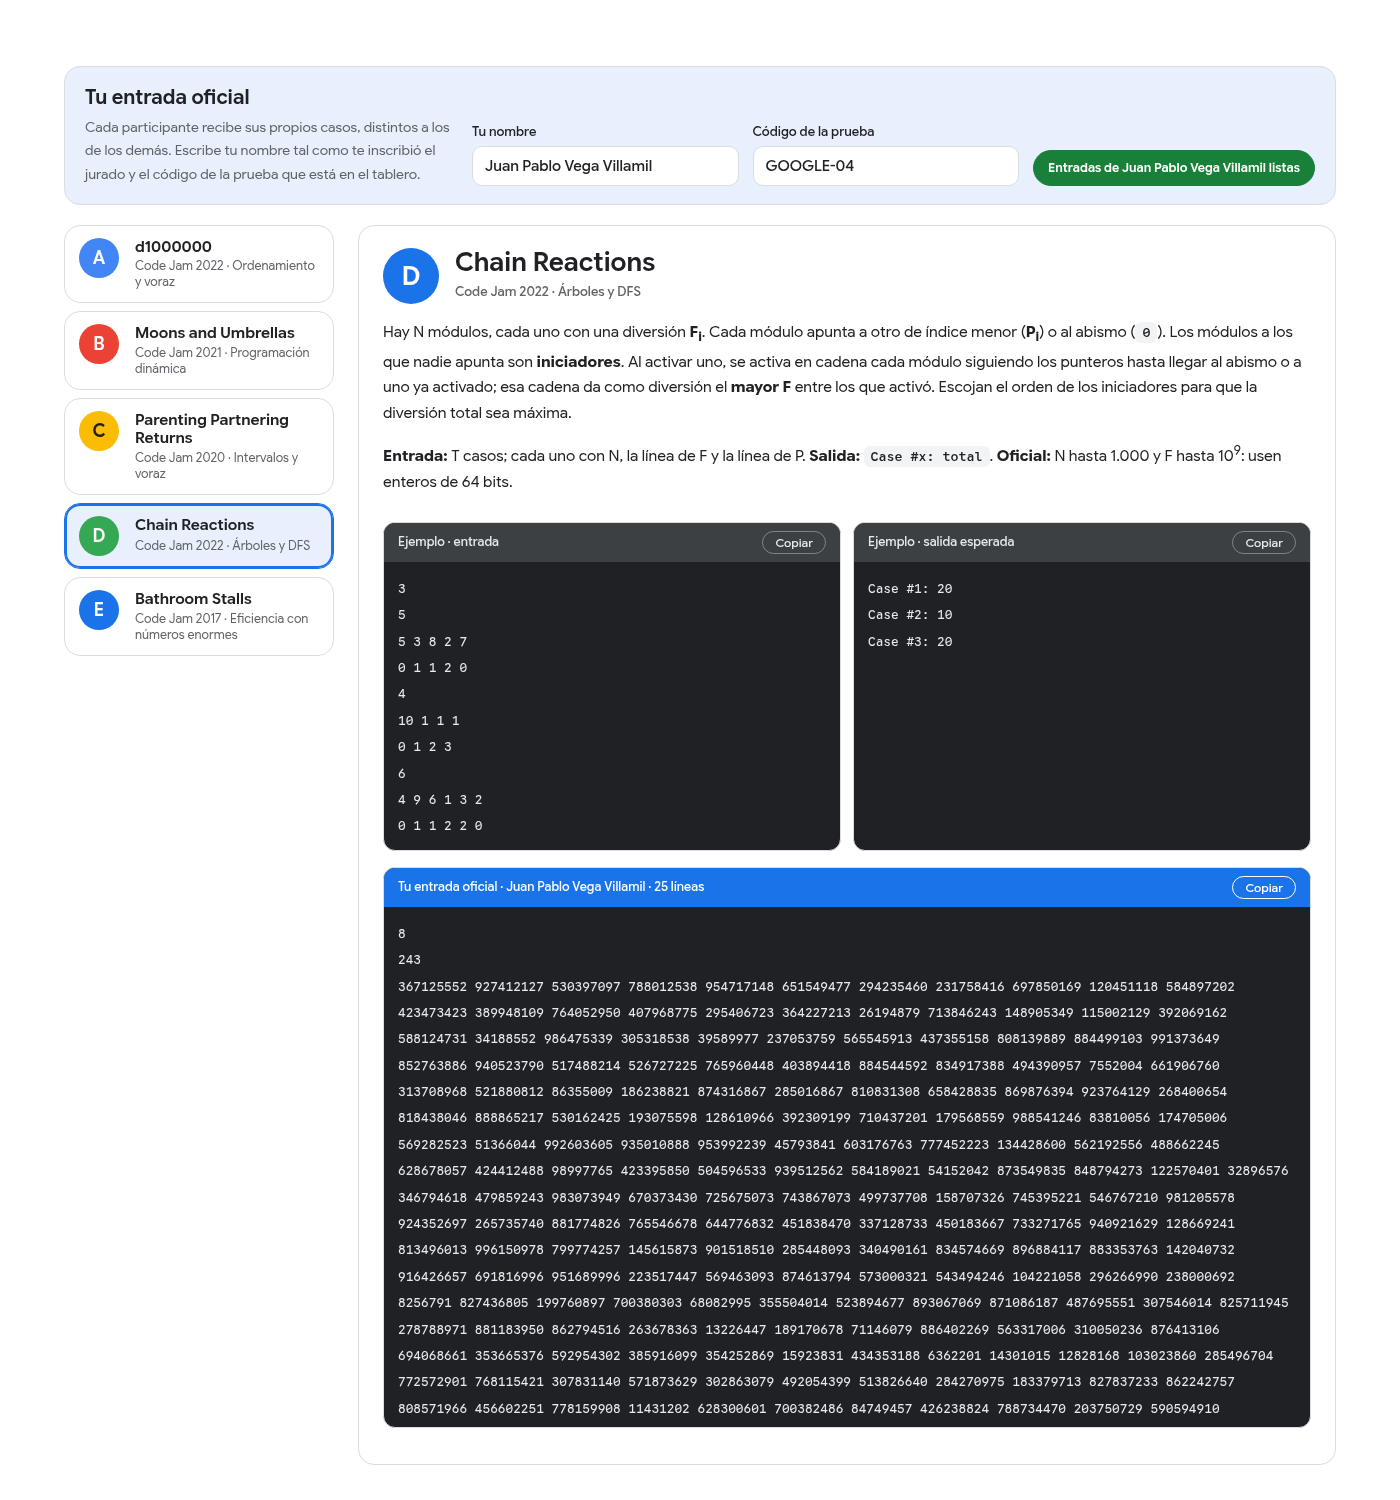 Tu entrada oficial
Cada participante recibe sus propios casos, distintos a los
de los demás. Escribe tu nombre tal como te inscribió el
jurado y el código de la prueba que está en el tablero.
Tu nombre
Código de la prueba
Juan Pablo Vega Villamil
GOOGLE-04
Entradas de Juan Pablo Vega Villamil listas
A
d1000000
Code Jam 2022 · Ordenamiento
y voraz
B
Moons and Umbrellas
Code Jam 2021 · Programación
dinámica
C
Parenting Partnering
Returns
Code Jam 2020 · Intervalos y
voraz
D
Chain Reactions
Code Jam 2022 · Árboles y DFS
E
Bathroom Stalls
Code Jam 2017 · Eficiencia con
números enormes
D
Chain Reactions
Code Jam 2022 · Árboles y DFS
Hay N módulos, cada uno con una diversión Fi. Cada módulo apunta a otro de índice menor (Pi) o al abismo ( 0 ). Los módulos a los
que nadie apunta son iniciadores. Al activar uno, se activa en cadena cada módulo siguiendo los punteros hasta llegar al abismo o a
uno ya activado; esa cadena da como diversión el mayor F entre los que activó. Escojan el orden de los iniciadores para que la
diversión total sea máxima.
Entrada: T casos; cada uno con N, la línea de F y la línea de P. Salida: Case #x: total . Oficial: N hasta 1.000 y F hasta 10⁹: usen
enteros de 64 bits.
Ejemplo · entrada
Copiar
3
5
5 3 8 2 7
0 1 1 2 0
4
10 1 1 1
0 1 2 3
6
4 9 6 1 3 2
0 1 1 2 2 0
Ejemplo · salida esperada
Copiar
Case #1: 20
Case #2: 10
Case #3: 20
Tu entrada oficial · Juan Pablo Vega Villamil · 25 líneas
Copiar
8
243
367125552 927412127 530397097 788012538 954717148 651549477 294235460 231758416 697850169 120451118 584897202
423473423 389948109 764052950 407968775 295406723 364227213 26194879 713846243 148905349 115002129 392069162
588124731 34188552 986475339 305318538 39589977 237053759 565545913 437355158 808139889 884499103 991373649
852763886 940523790 517488214 526727225 765960448 403894418 884544592 834917388 494390957 7552004 661906760
313708968 521880812 86355009 186238821 874316867 285016867 810831308 658428835 869876394 923764129 268400654
818438046 888865217 530162425 193075598 128610966 392309199 710437201 179568559 988541246 83810056 174705006
569282523 51366044 992603605 935010888 953992239 45793841 603176763 777452223 134428600 562192556 488662245
628678057 424412488 98997765 423395850 504596533 939512562 584189021 54152042 873549835 848794273 122570401 32896576
346794618 479859243 983073949 670373430 725675073 743867073 499737708 158707326 745395221 546767210 981205578
924352697 265735740 881774826 765546678 644776832 451838470 337128733 450183667 733271765 940921629 128669241
813496013 996150978 799774257 145615873 901518510 285448093 340490161 834574669 896884117 883353763 142040732
916426657 691816996 951689996 223517447 569463093 874613794 573000321 543494246 104221058 296266990 238000692
8256791 827436805 199760897 700380303 68082995 355504014 523894677 893067069 871086187 487695551 307546014 825711945
278788971 881183950 862794516 263678363 13226447 189170678 71146079 886402269 563317006 310050236 876413106
694068661 353665376 592954302 385916099 354252869 15923831 434353188 6362201 14301015 12828168 103023860 285496704
772572901 768115421 307831140 571873629 302863079 492054399 513826640 284270975 183379713 827837233 862242757
808571966 456602251 778159908 11431202 628300601 700382486 84749457 426238824 788734470 203750729 590594910